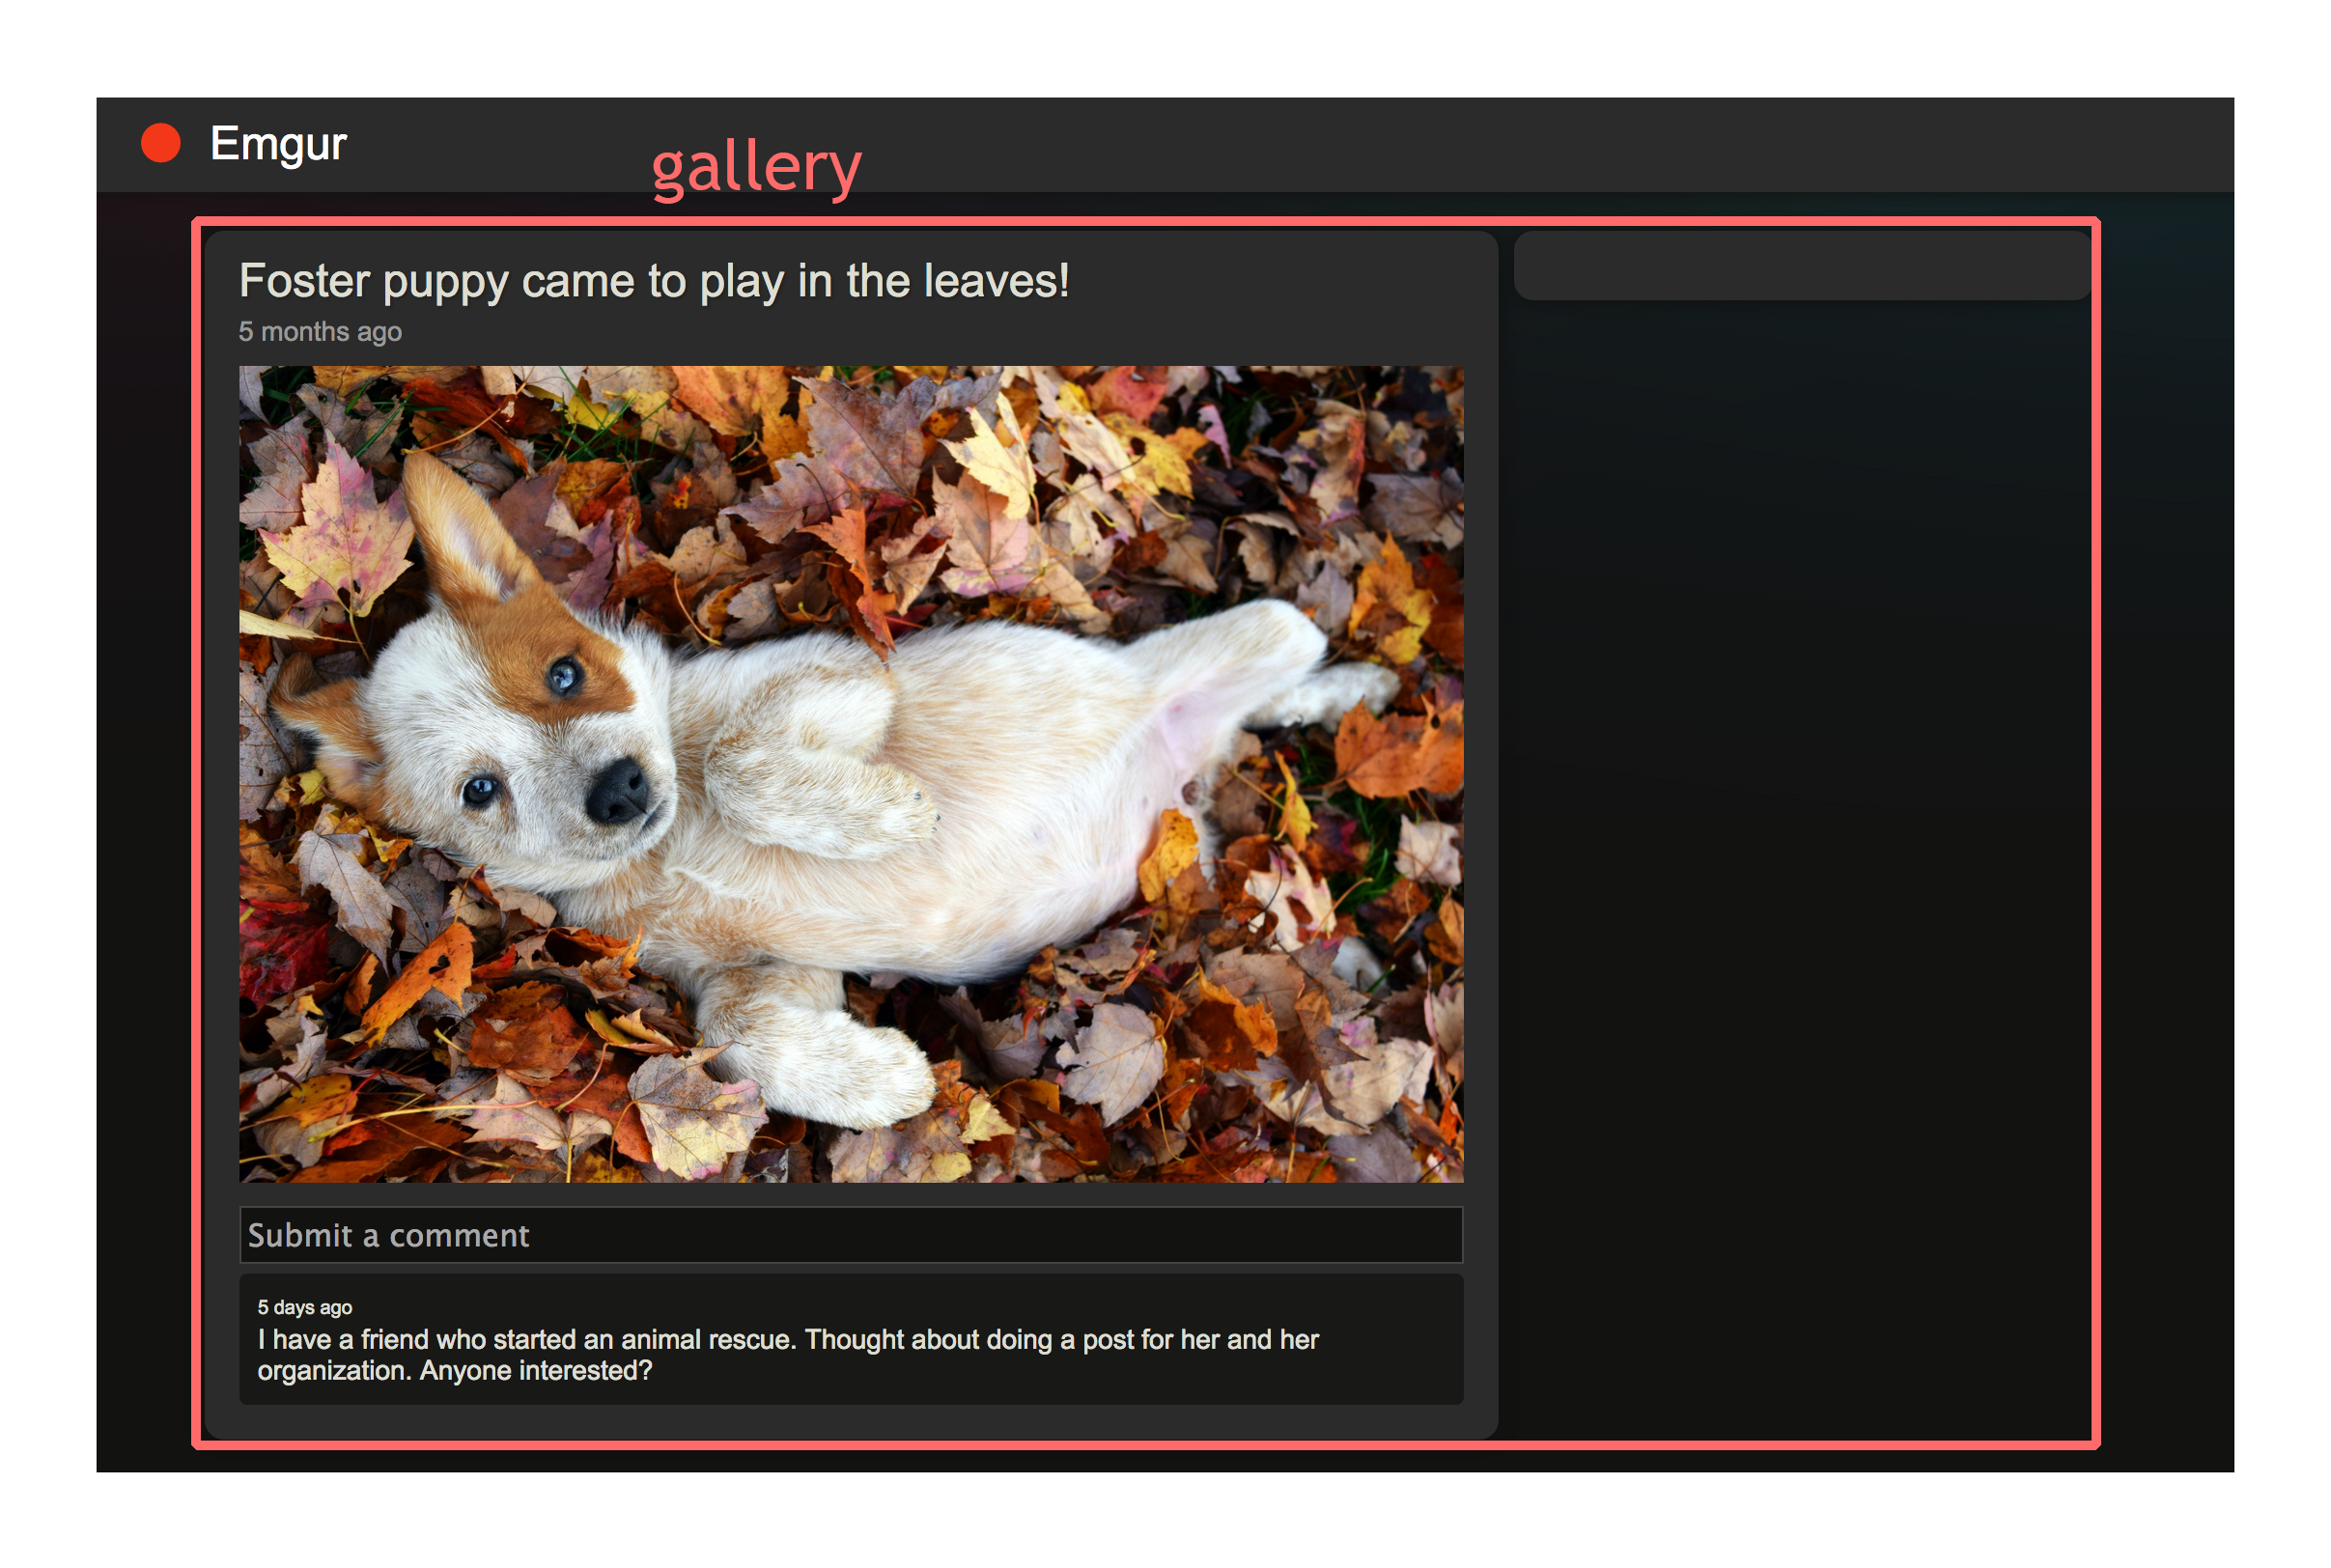 Emgur
gallery
Foster puppy came to play in the leaves!
5 months ago
Submit a comment
5 days ago
I have a friend who started an animal rescue. Thought about doing a post for her and her
organization. Anyone interested?